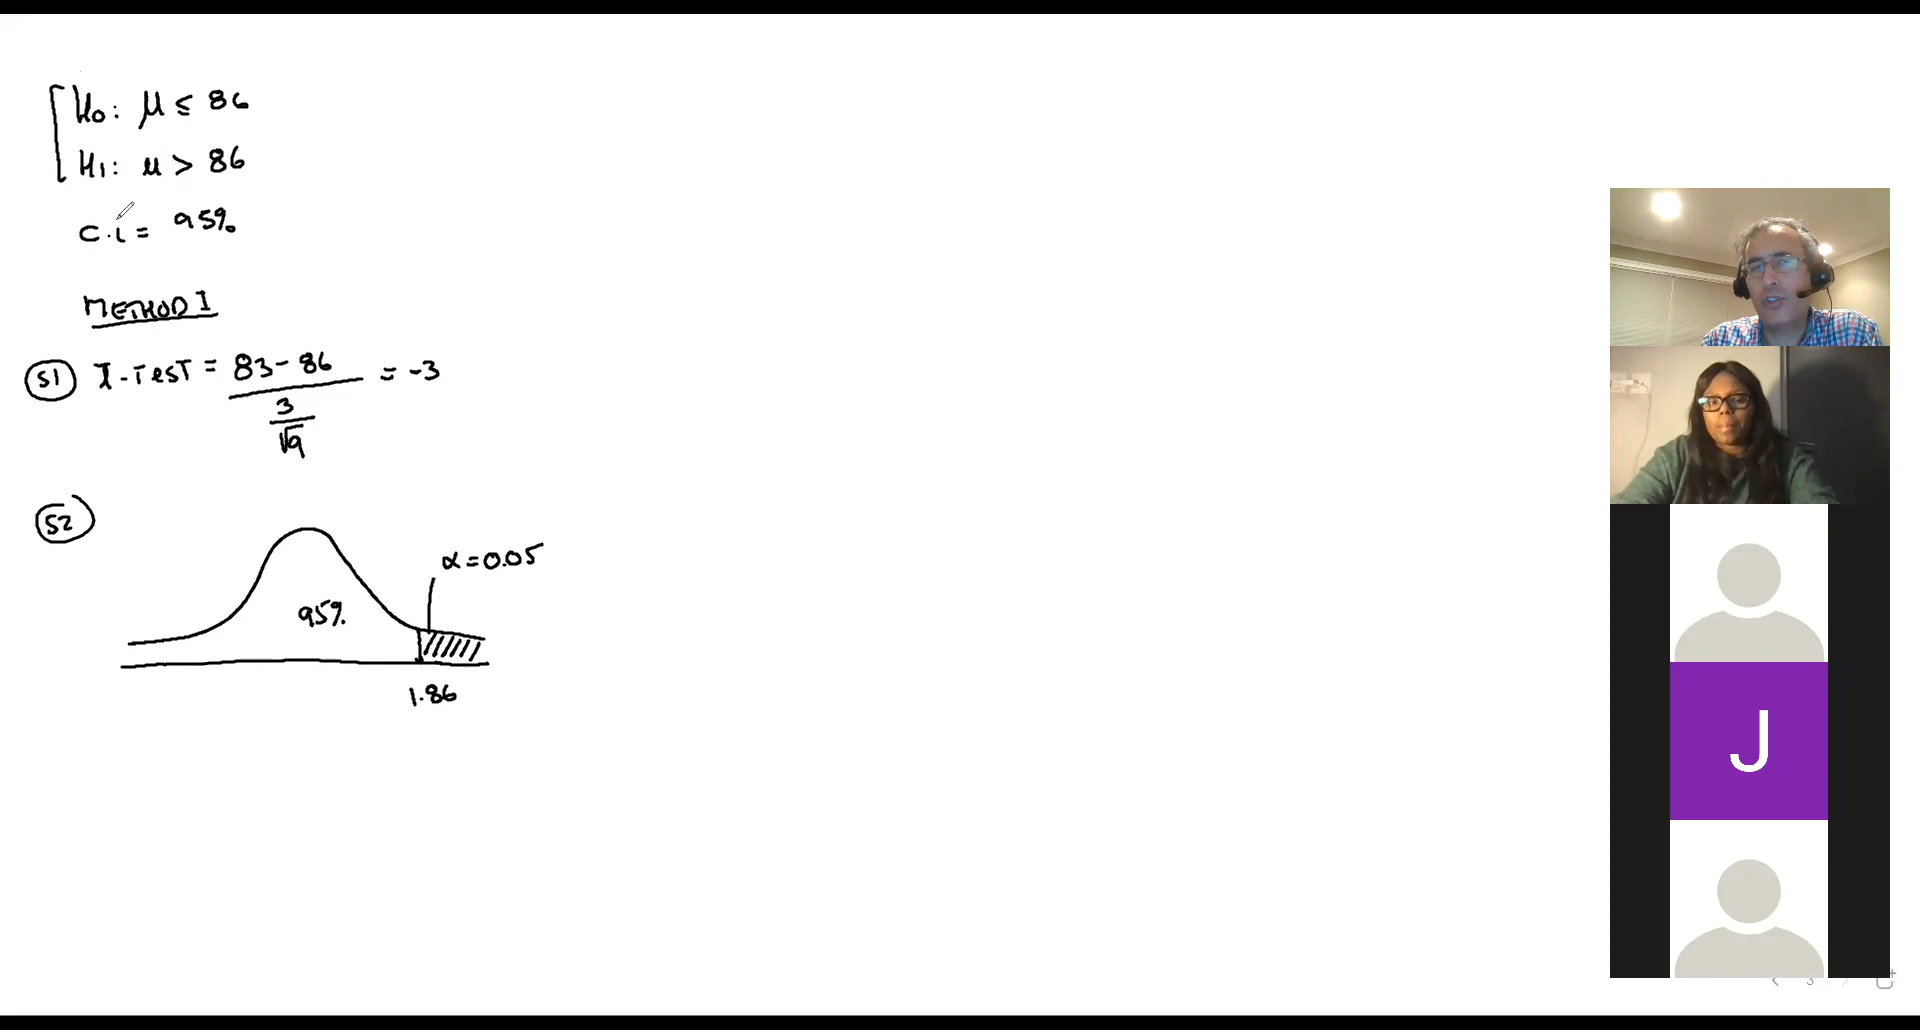 H0: μ ≤ 86
H1: μ > 86
C.i = 95%
METHOD I
S1 T-TesT = 83-86 / 3/√9 = -3
S2
α=0.05
95%
1.86
J
3